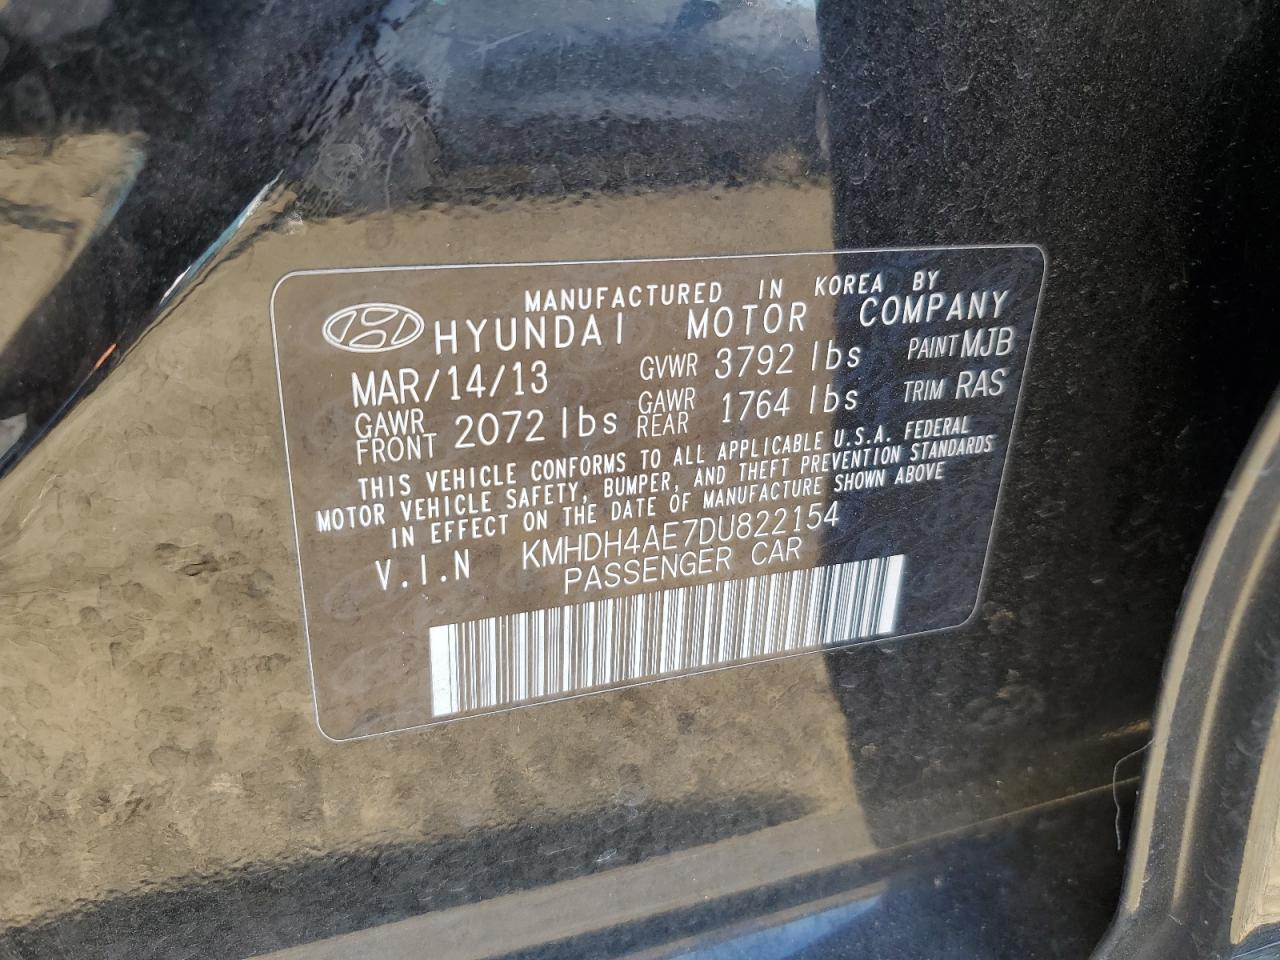 MANUFACTURED IN KOREA BY
HYUNDAI MOTOR COMPANY
MAR/14/13 GVWR 3792 lbs PAINT MJB
GAWR FRONT 2072 lbs GAWR REAR 1764 lbs TRIM RAS
THIS VEHICLE CONFORMS TO ALL APPLICABLE U.S.A. FEDERAL
MOTOR VEHICLE SAFETY, BUMPER, AND THEFT PREVENTION STANDARDS
IN EFFECT ON THE DATE OF MANUFACTURE SHOWN ABOVE
V.I.N KMHDH4AE7DU822154
PASSENGER CAR